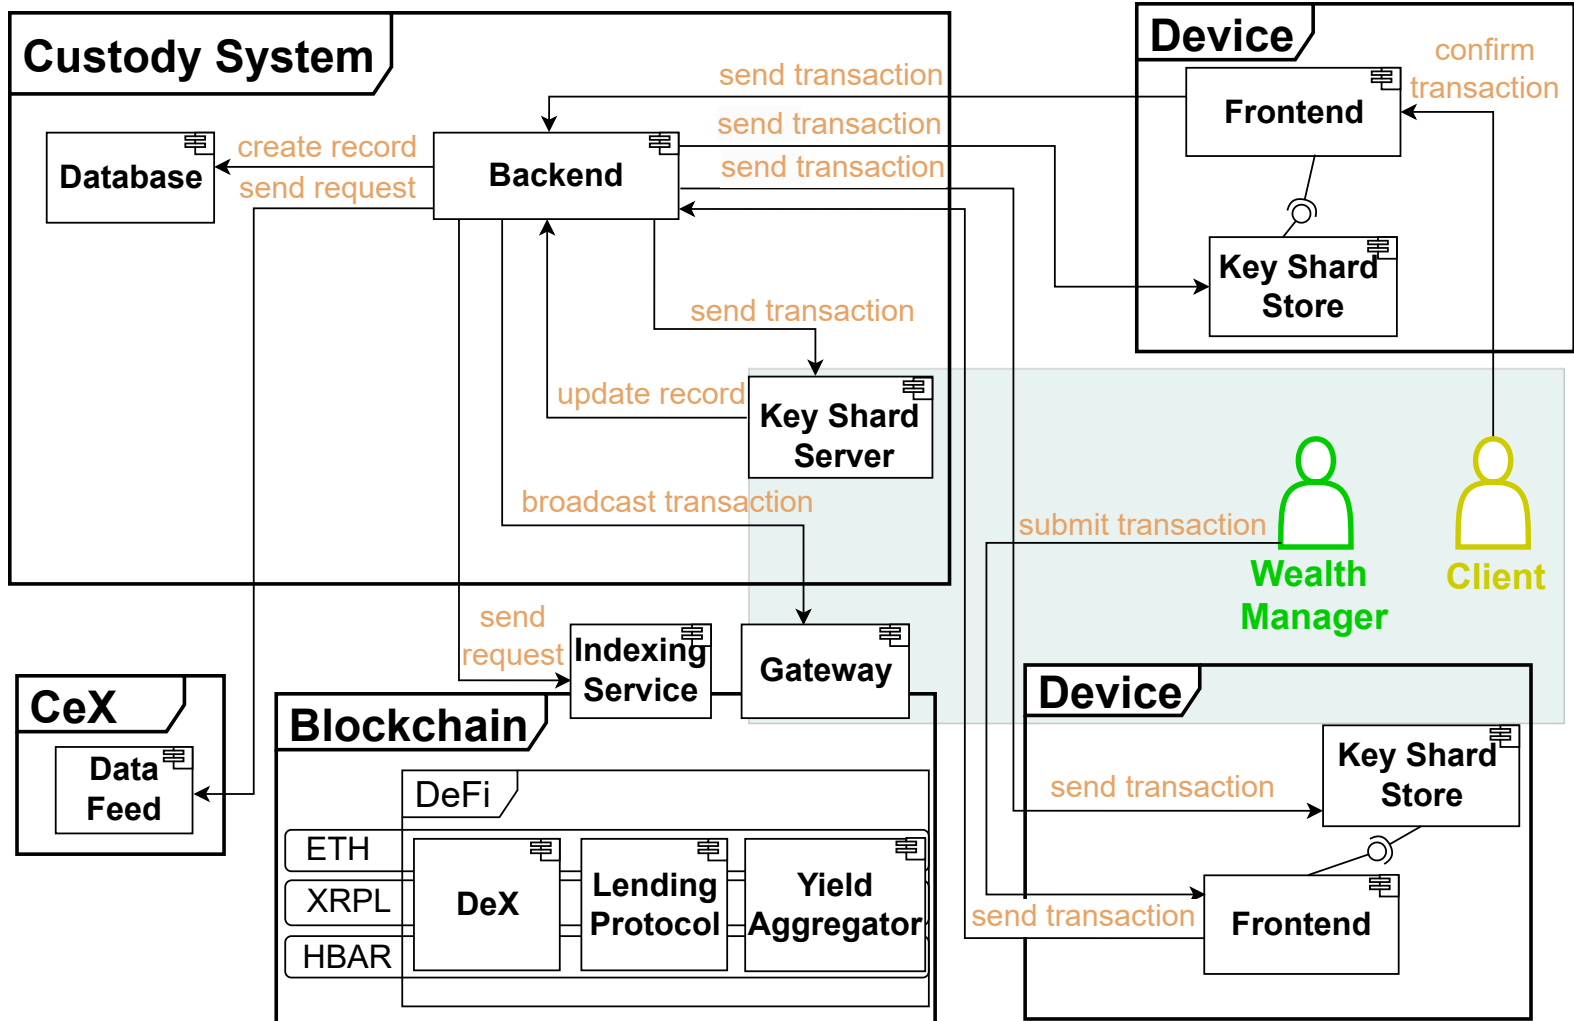 Custody System
Device
confirm
transaction
send transaction
Frontend
send transaction
create record
send transaction
Database
Backend
send request
Key Shard
Store
send transaction
update record
Key Shard
Server
broadcast transaction
submit transaction
Wealth
Manager
Client
send
request
Indexing
Service
Gateway
CeX
Data
Feed
Blockchain
Device
Key Shard
Store
send transaction
DeFi
ETH
XRPL
HBAR
DeX
Lending
Protocol
Yield
Aggregator
send transaction
Frontend